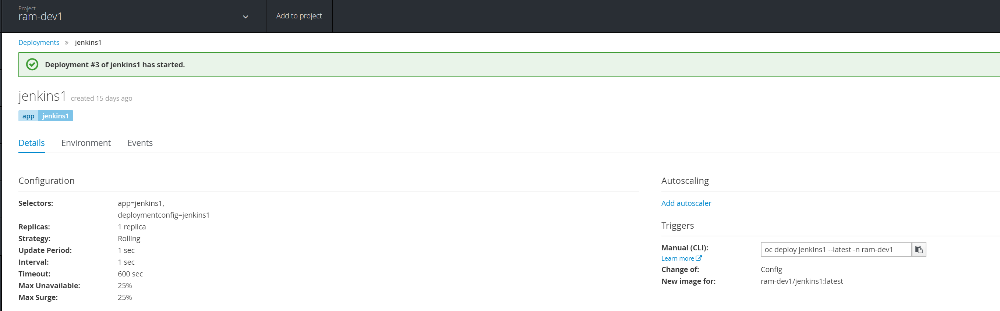 Project
ram-dev1
Add to project
Deployments » jenkins1
Deployment #3 of jenkins1 has started.
jenkins1 created 15 days ago
app jenkins1
Details Environment Events
Configuration
Selectors: app=jenkins1,
deploymentconfig=jenkins1
Replicas: 1 replica
Strategy: Rolling
Update Period: 1 sec
Interval: 1 sec
Timeout: 600 sec
Max Unavailable: 25%
Max Surge: 25%
Autoscaling
Add autoscaler
Triggers
Manual (CLI): oc deploy jenkins1 --latest -n ram-dev1
Learn more
Change of: Config
New image for: ram-dev1/jenkins1:latest